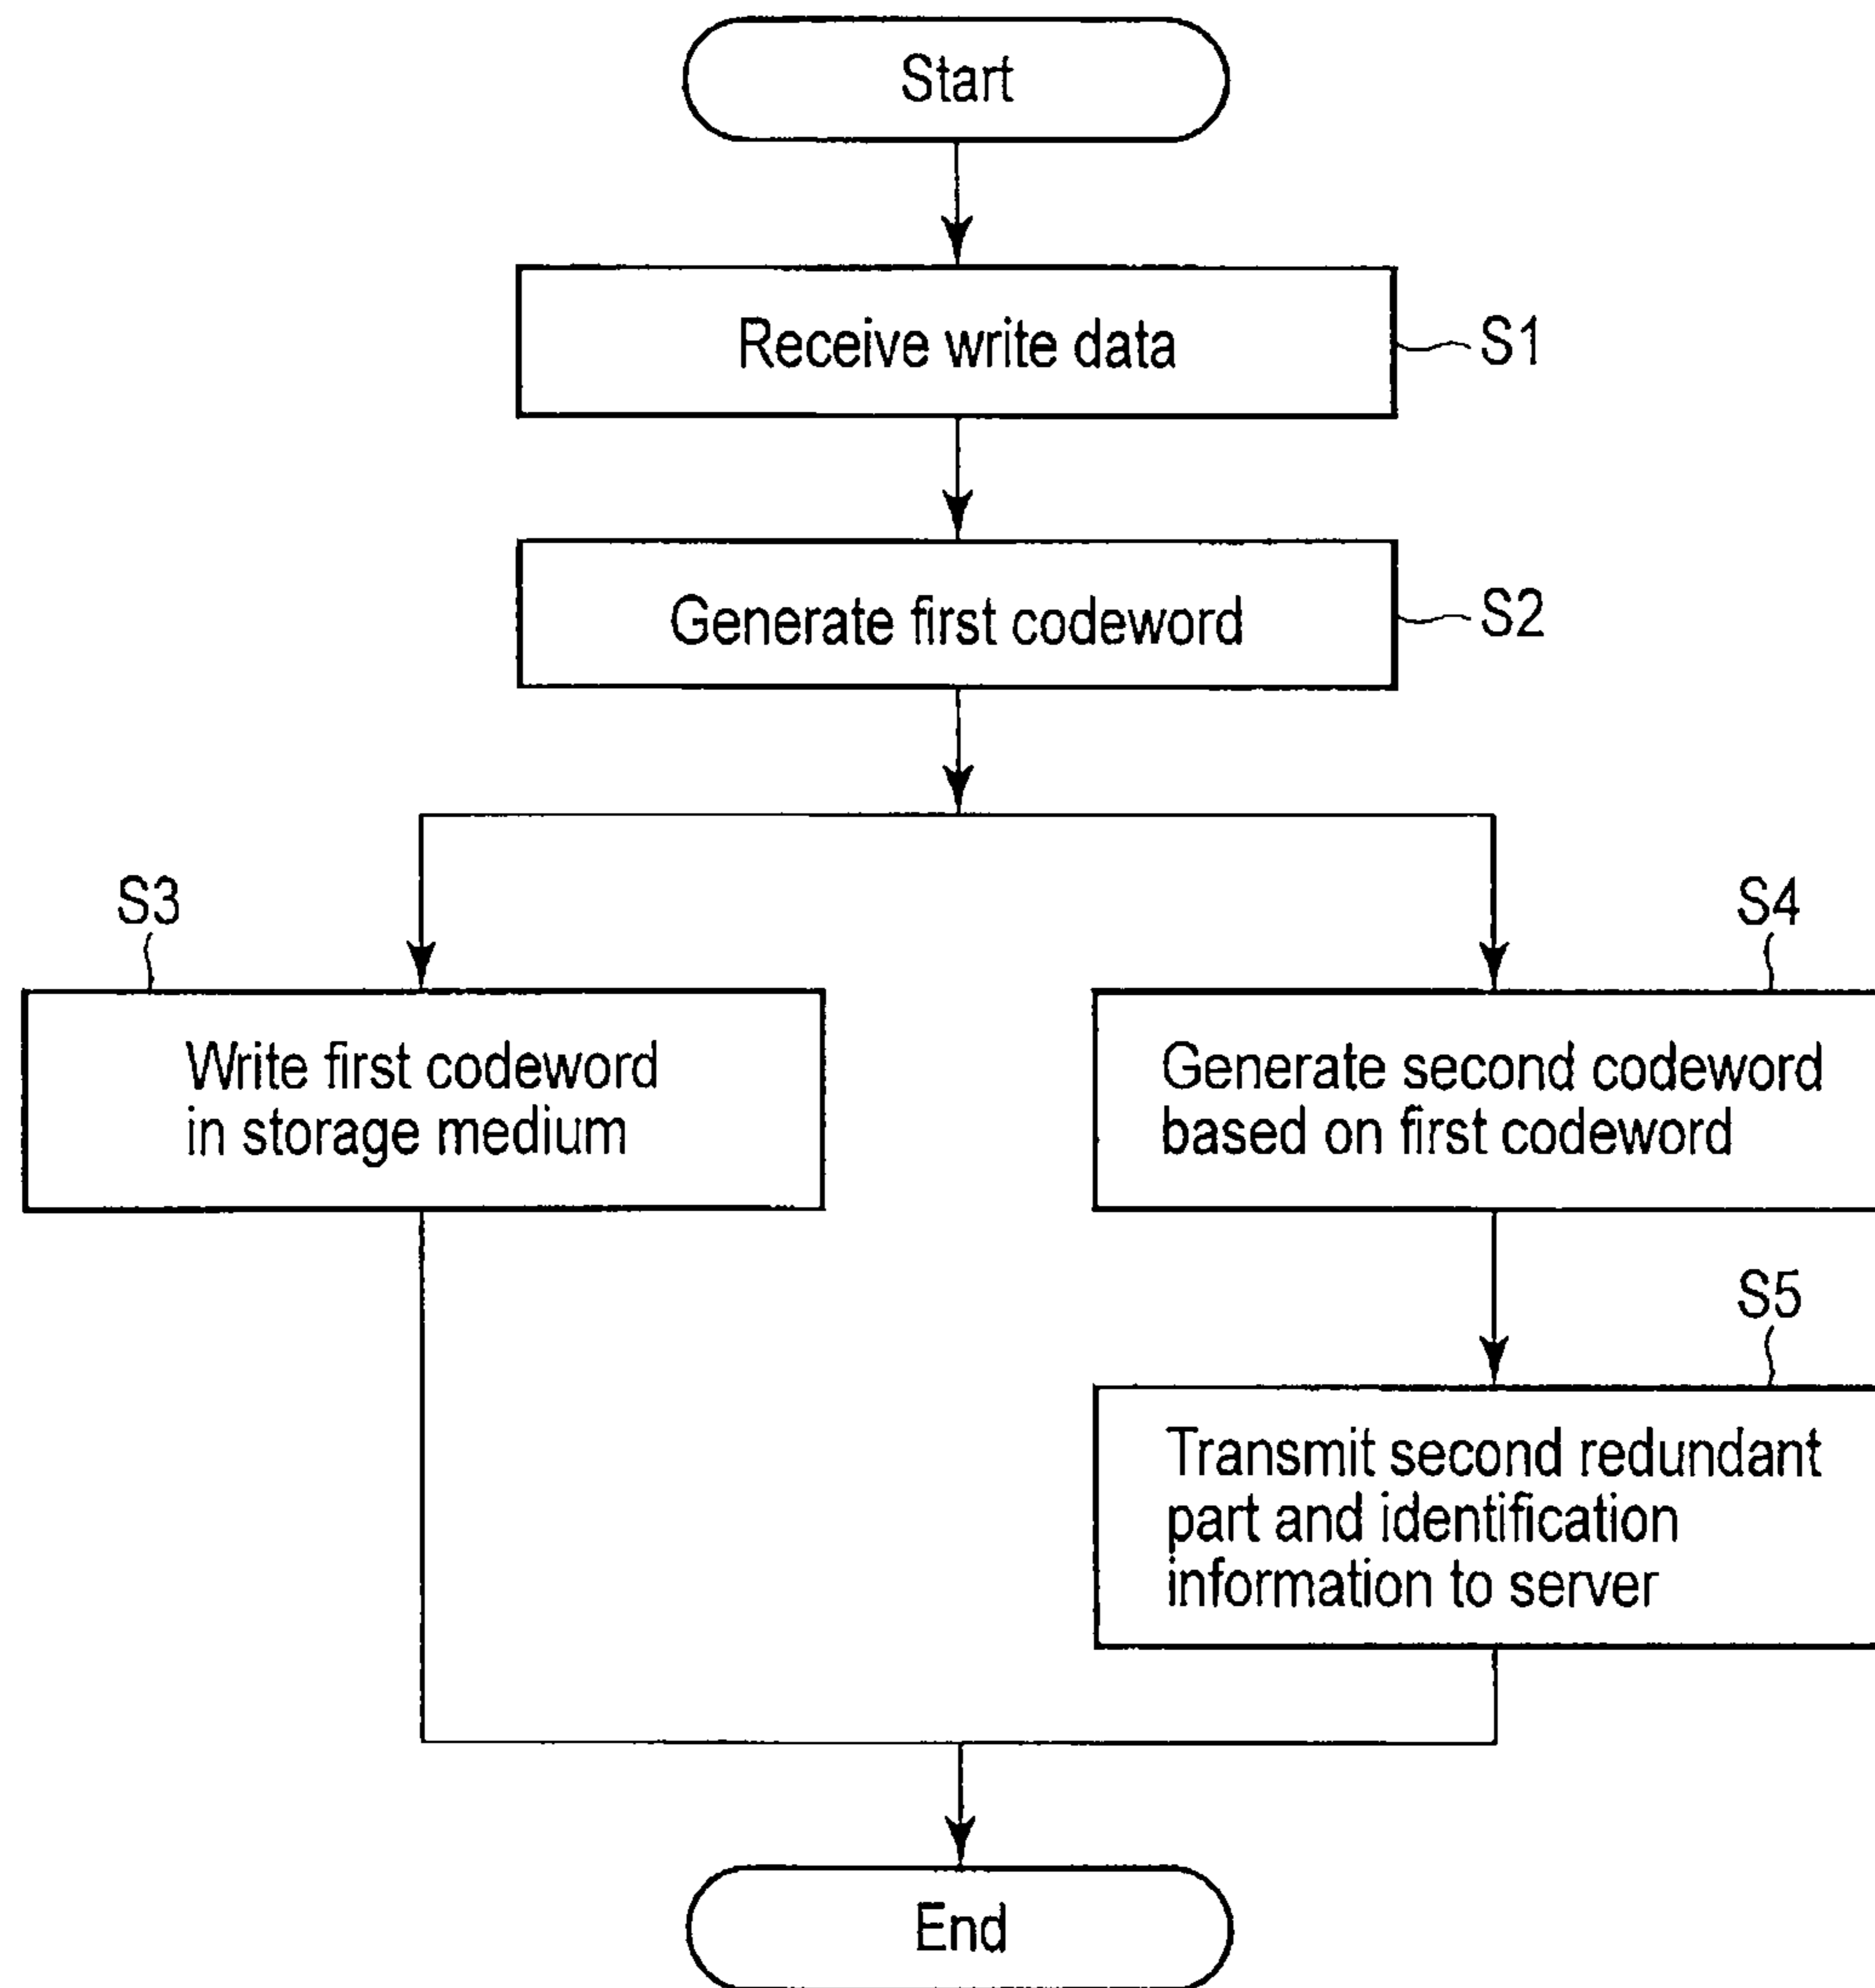 Start
Receive write data
S1
Generate first codeword
S2
S3
S4
Write first codeword
in storage medium
Generate second codeword
based on first codeword
S5
Transmit second redundant
part and identification
information to server
End